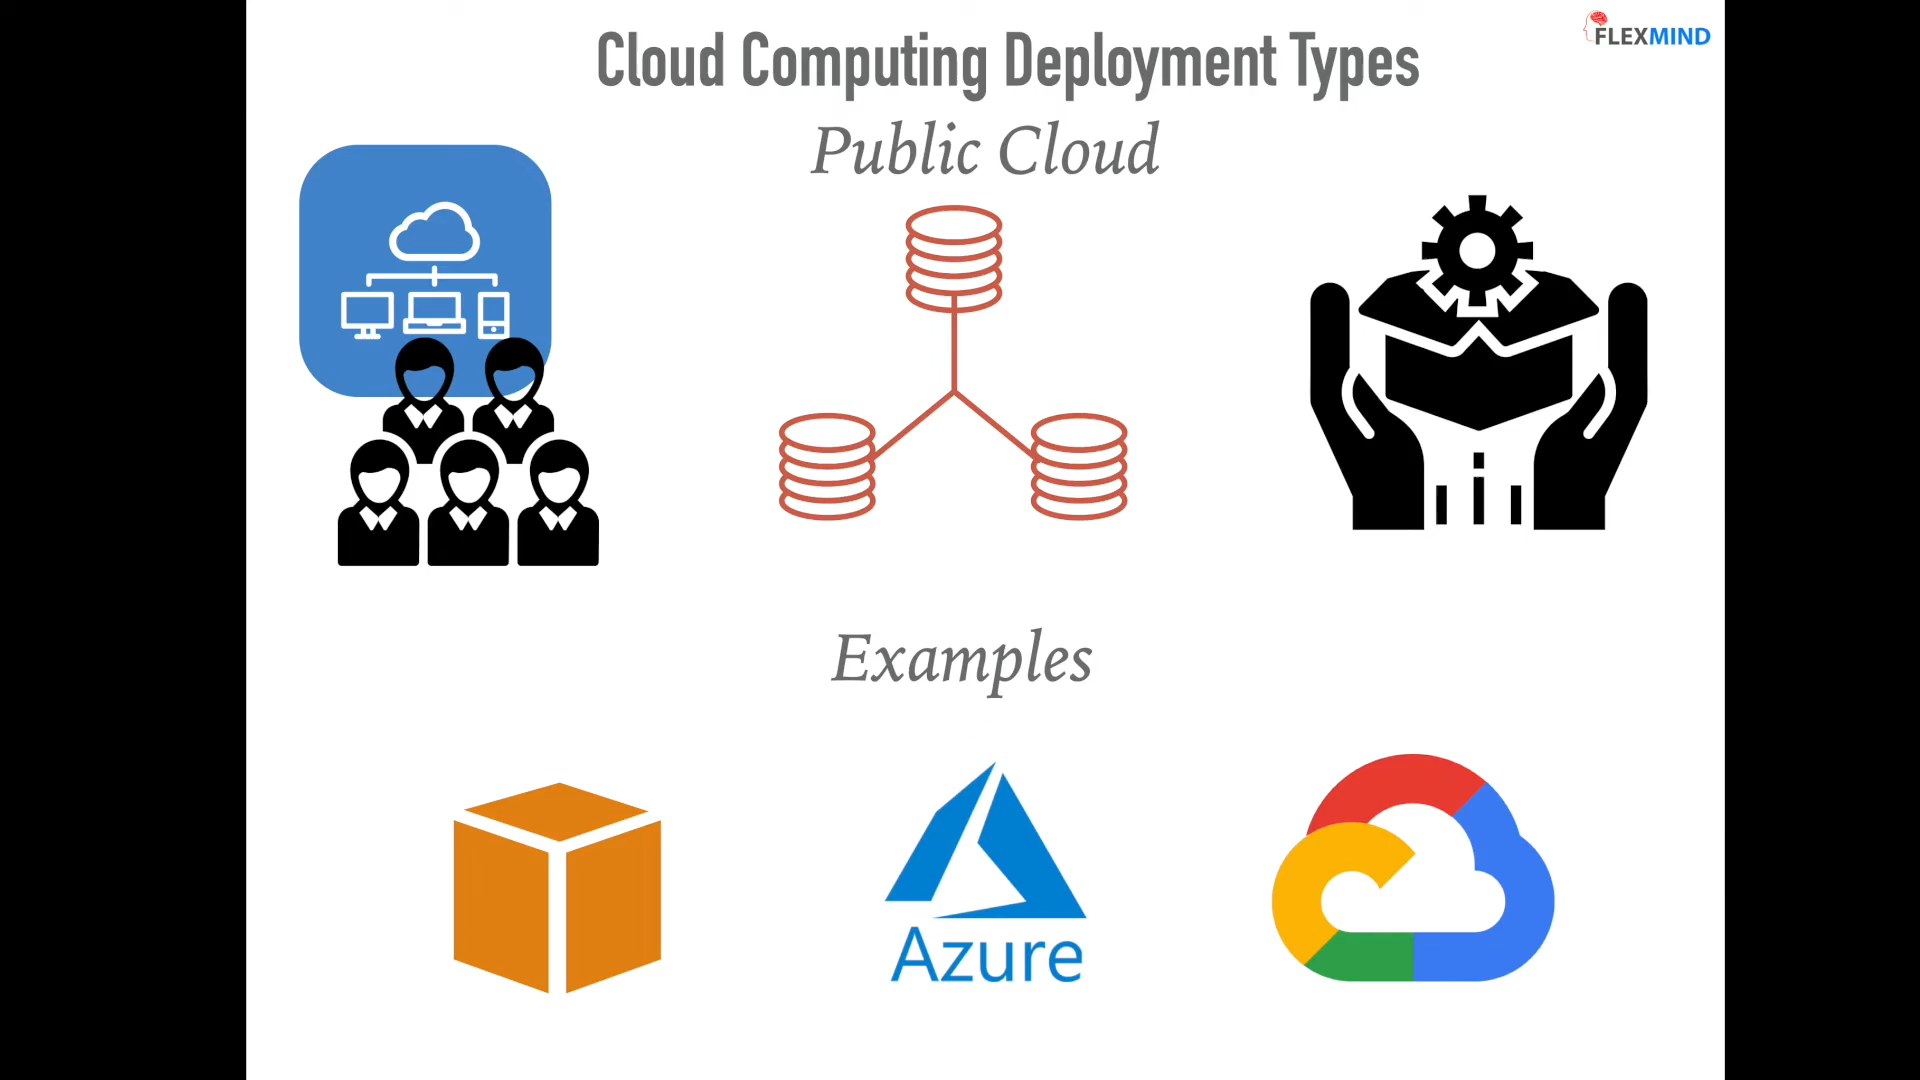 Cloud Computing Deployment Types
FLEXMIND
Public Cloud
Examples
Azure